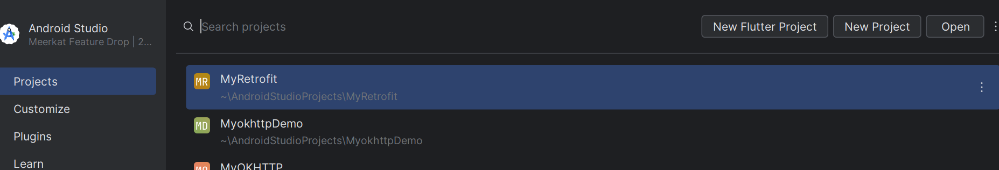 Android Studio
Meerkat Feature Drop | 2...
Search projects
New Flutter Project
New Project
Open
Projects
Customize
Plugins
Learn
MR
MyRetrofit
~\AndroidStudioProjects\MyRetrofit
MD
MyokhttpDemo
~\AndroidStudioProjects\MyokhttpDemo
MO
MyOKHTTP